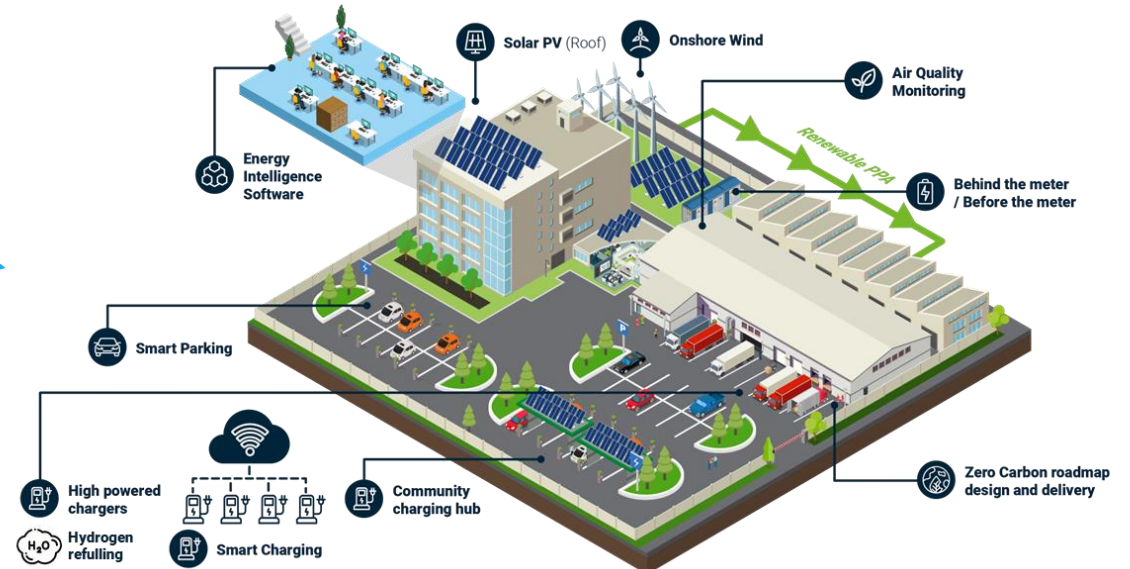 Solar PV (Roof)
Onshore Wind
Air Quality
Monitoring
Renewable PPA
Energy
Intelligence
Software
Behind the meter
/ Before the meter
P
Smart Parking
High powered
chargers
Community
charging hub
Zero Carbon roadmap
design and delivery
H₂O
Hydrogen
refulling
Smart Charging